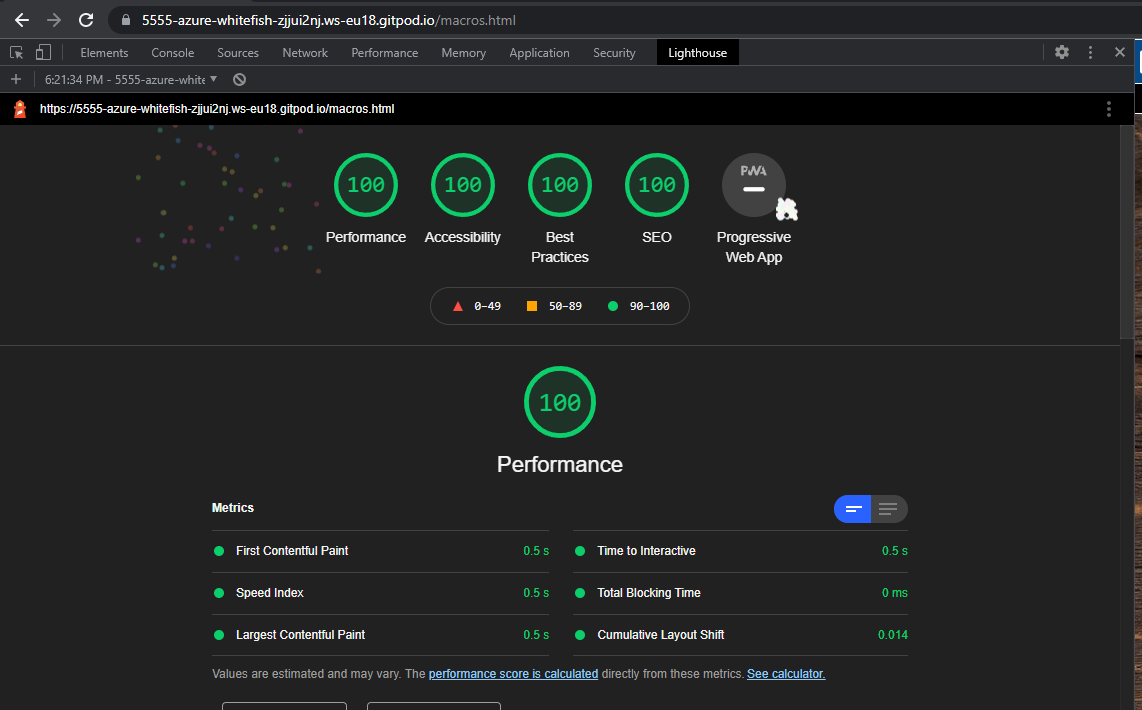 5555-azure-whitefish-zjjui2nj.ws-eu18.gitpod.io/macros.html
Elements Console Sources Network Performance Memory Application Security Lighthouse
6:21:34 PM - 5555-azure-white
https://5555-azure-whitefish-zjjui2nj.ws-eu18.gitpod.io/macros.html
100 100 100 100 PWA
Performance Accessibility Best Practices SEO Progressive Web App
0–49 50–89 90–100
100
Performance
Metrics
First Contentful Paint 0.5 s Time to Interactive 0.5 s
Speed Index 0.5 s Total Blocking Time 0 ms
Largest Contentful Paint 0.5 s Cumulative Layout Shift 0.014
Values are estimated and may vary. The performance score is calculated directly from these metrics. See calculator.